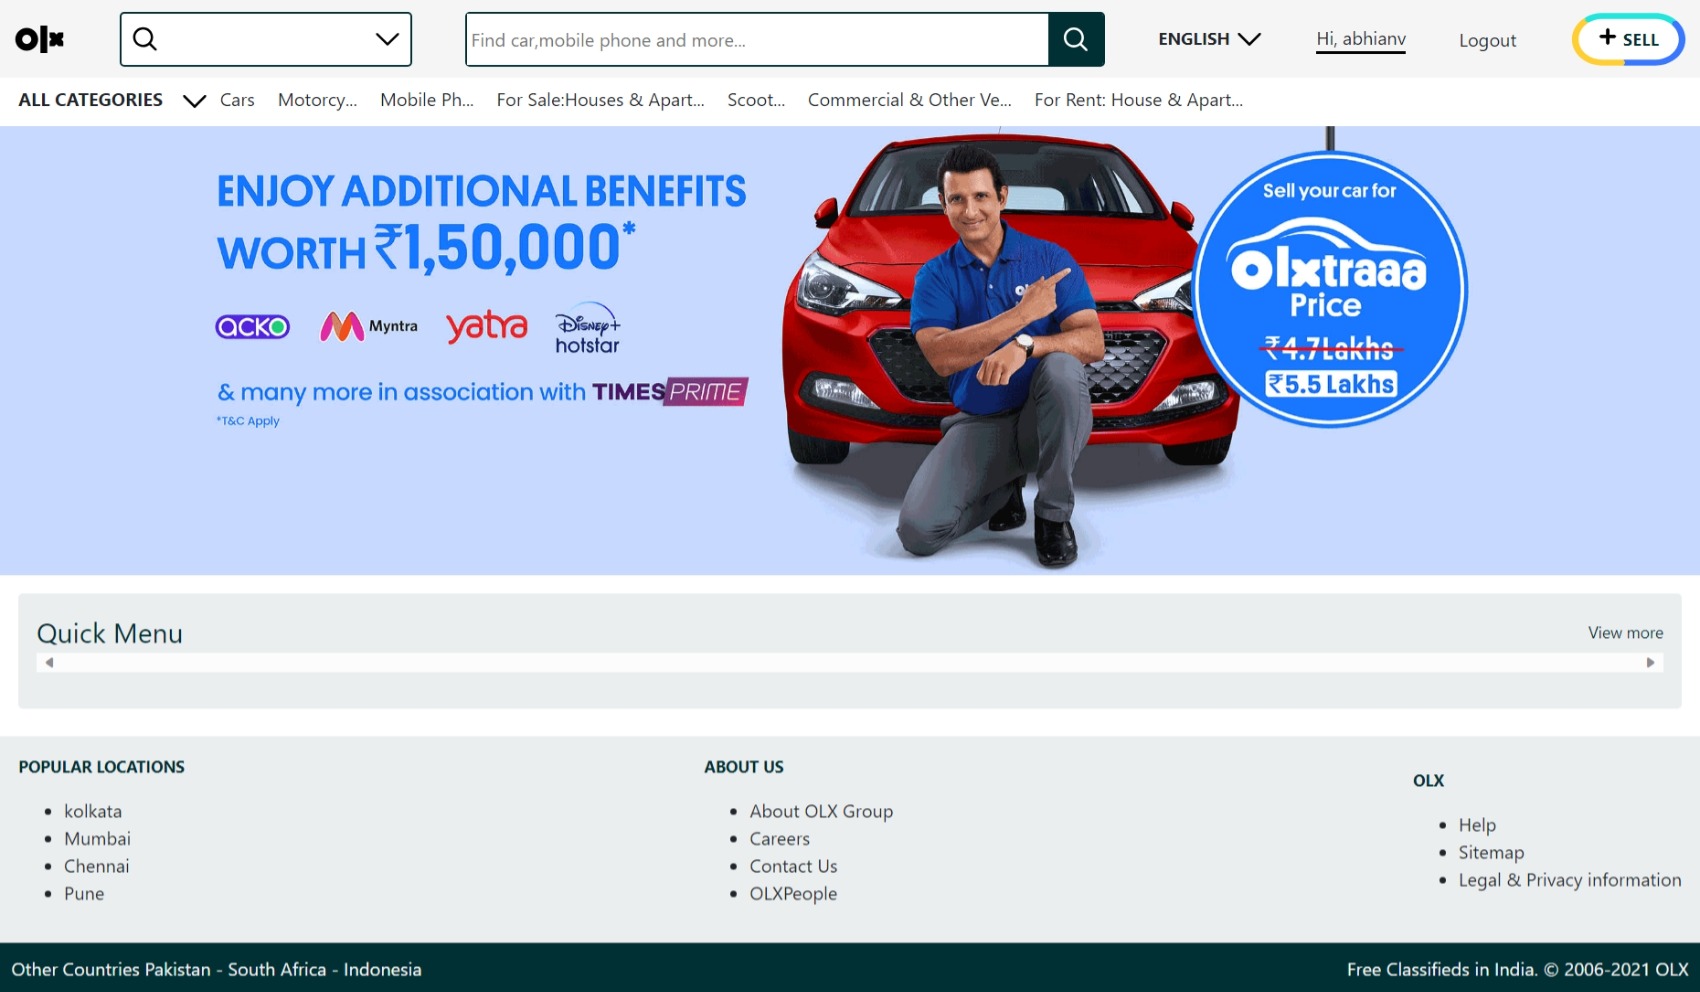 olx
Find car,mobile phone and more...
ENGLISH
Hi, abhianv
Logout
+ SELL
ALL CATEGORIES
Cars
Motorcy...
Mobile Ph...
For Sale:Houses & Apart...
Scoot...
Commercial & Other Ve...
For Rent: House & Apart...
ENJOY ADDITIONAL BENEFITS
WORTH ₹1,50,000*
acko
Myntra
yatra
Disney+
hotstar
& many more in association with TIMES PRIME
*T&C Apply
Sell your car for
olxtraaa
Price
₹4.7Lakhs
₹5.5 Lakhs
Quick Menu
View more
POPULAR LOCATIONS
kolkata
Mumbai
Chennai
Pune
ABOUT US
About OLX Group
Careers
Contact Us
OLXPeople
OLX
Help
Sitemap
Legal & Privacy information
Other Countries Pakistan - South Africa - Indonesia
Free Classifieds in India. © 2006-2021 OLX